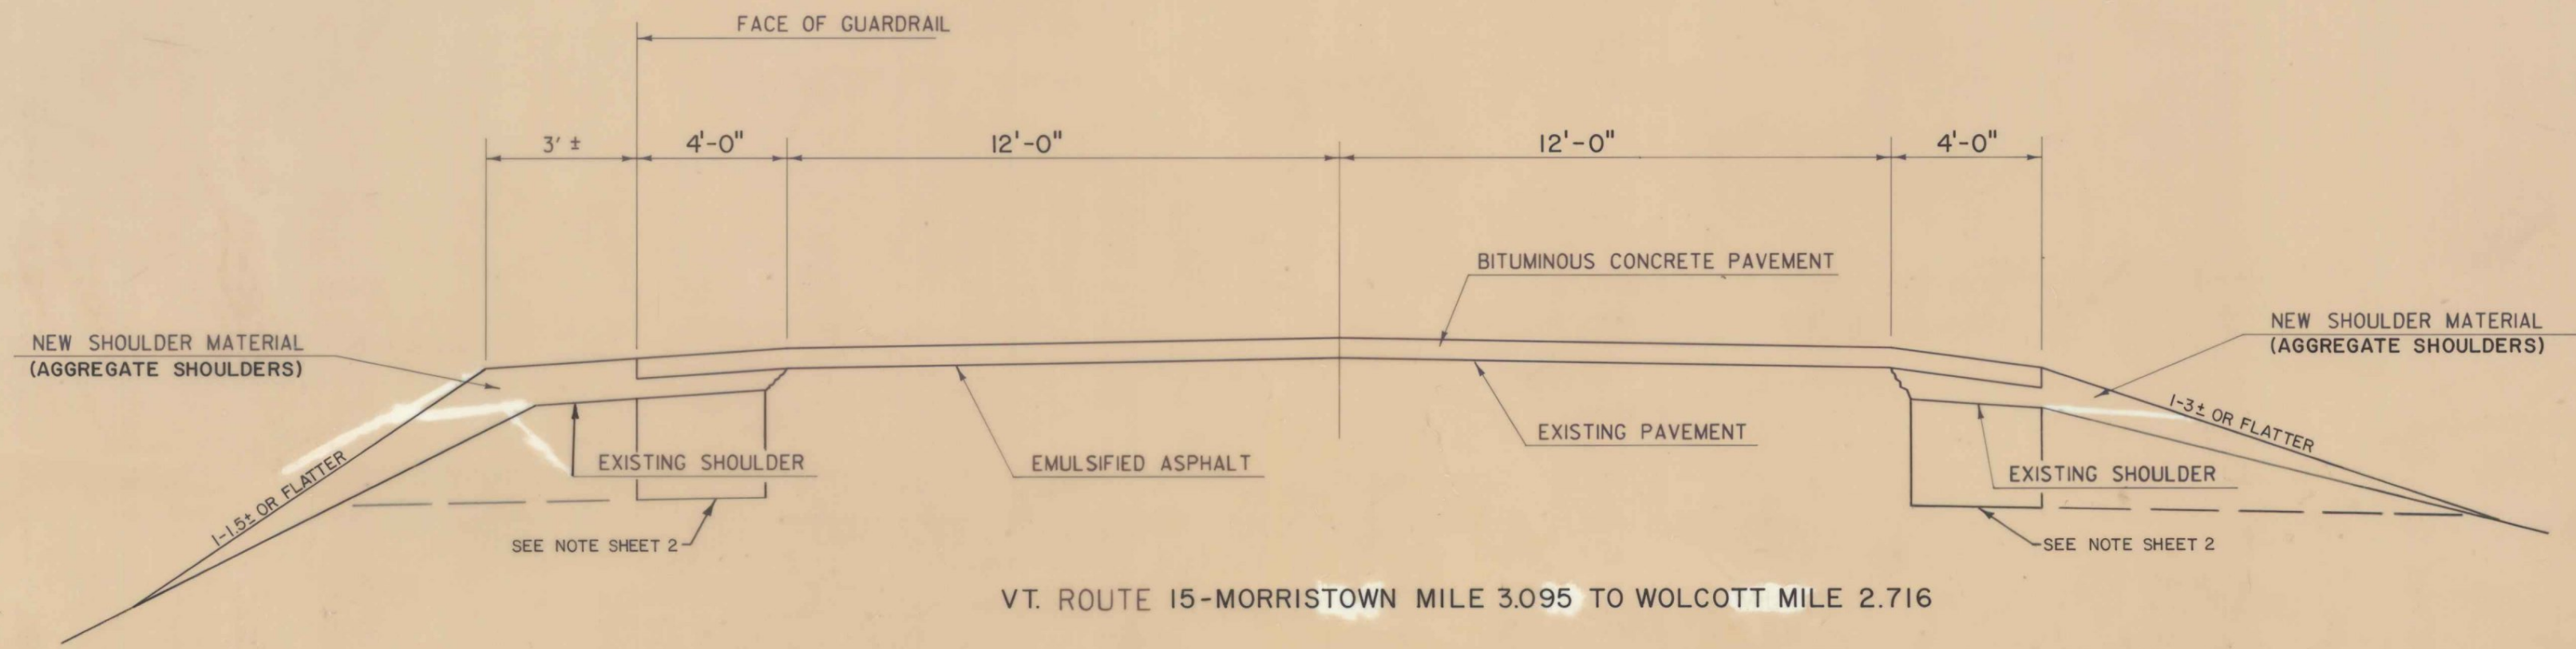 FACE OF GUARDRAIL
3' ±
4'-0"
12'-0"
12'-0"
4'-0"
BITUMINOUS CONCRETE PAVEMENT
NEW SHOULDER MATERIAL
(AGGREGATE SHOULDERS)
NEW SHOULDER MATERIAL
(AGGREGATE SHOULDERS)
1-1.5± OR FLATTER
EXISTING SHOULDER
EMULSIFIED ASPHALT
EXISTING PAVEMENT
1-3± OR FLATTER
EXISTING SHOULDER
SEE NOTE SHEET 2
SEE NOTE SHEET 2
VT. ROUTE 15-MORRISTOWN MILE 3.095 TO WOLCOTT MILE 2.716